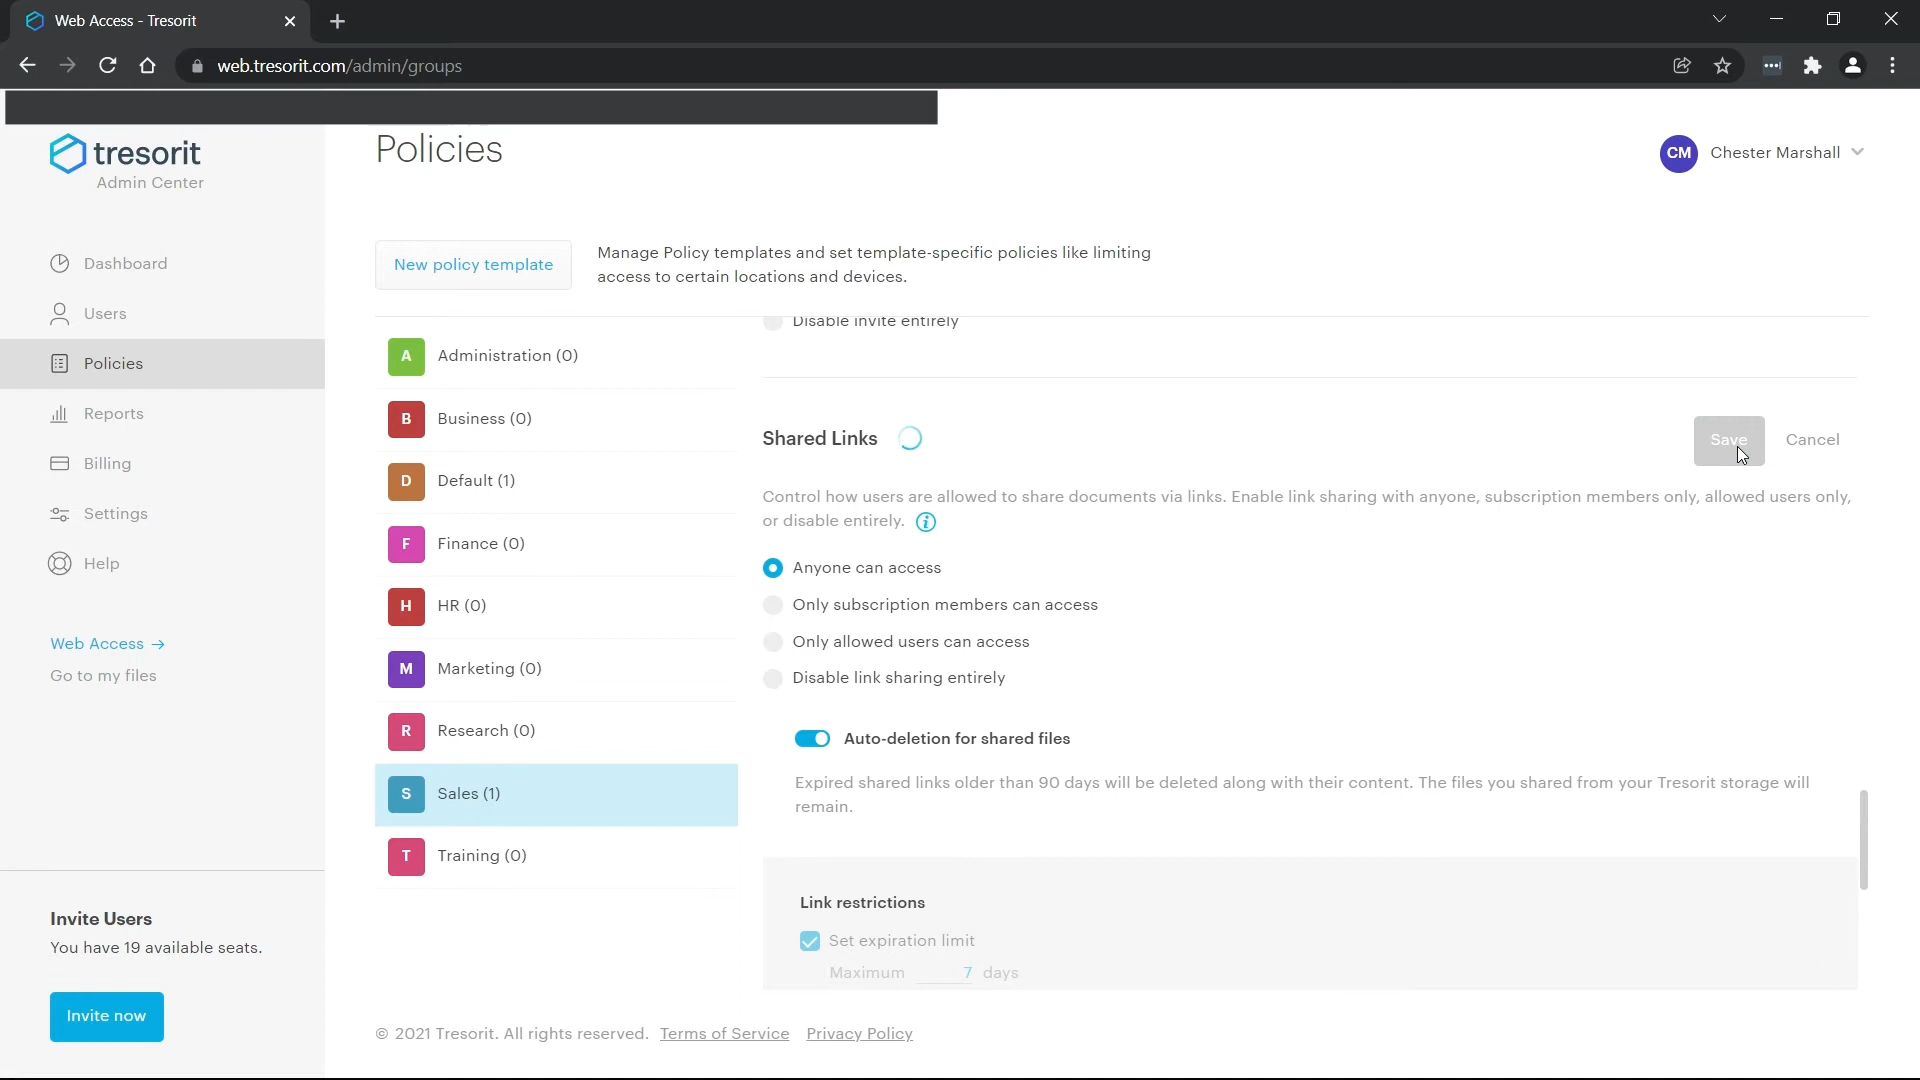 Web Access - Tresorit
web.tresorit.com/admin/groups
tresorit
Admin Center
Dashboard
Users
Policies
Reports
Billing
Settings
Help
Web Access →
Go to my files
Invite Users
You have 19 available seats.
Invite now
Policies
CM Chester Marshall
New policy template
Manage Policy templates and set template-specific policies like limiting
access to certain locations and devices.
A Administration (0)
B Business (0)
D Default (1)
F Finance (0)
H HR (0)
M Marketing (0)
R Research (0)
S Sales (1)
T Training (0)
Disable invite entirely
Shared Links
Save Cancel
Control how users are allowed to share documents via links. Enable link sharing with anyone, subscription members only, allowed users only,
or disable entirely. i
Anyone can access
Only subscription members can access
Only allowed users can access
Disable link sharing entirely
Auto-deletion for shared files
Expired shared links older than 90 days will be deleted along with their content. The files you shared from your Tresorit storage will
remain.
Link restrictions
Set expiration limit
Maximum 7 days
© 2021 Tresorit. All rights reserved. Terms of Service Privacy Policy